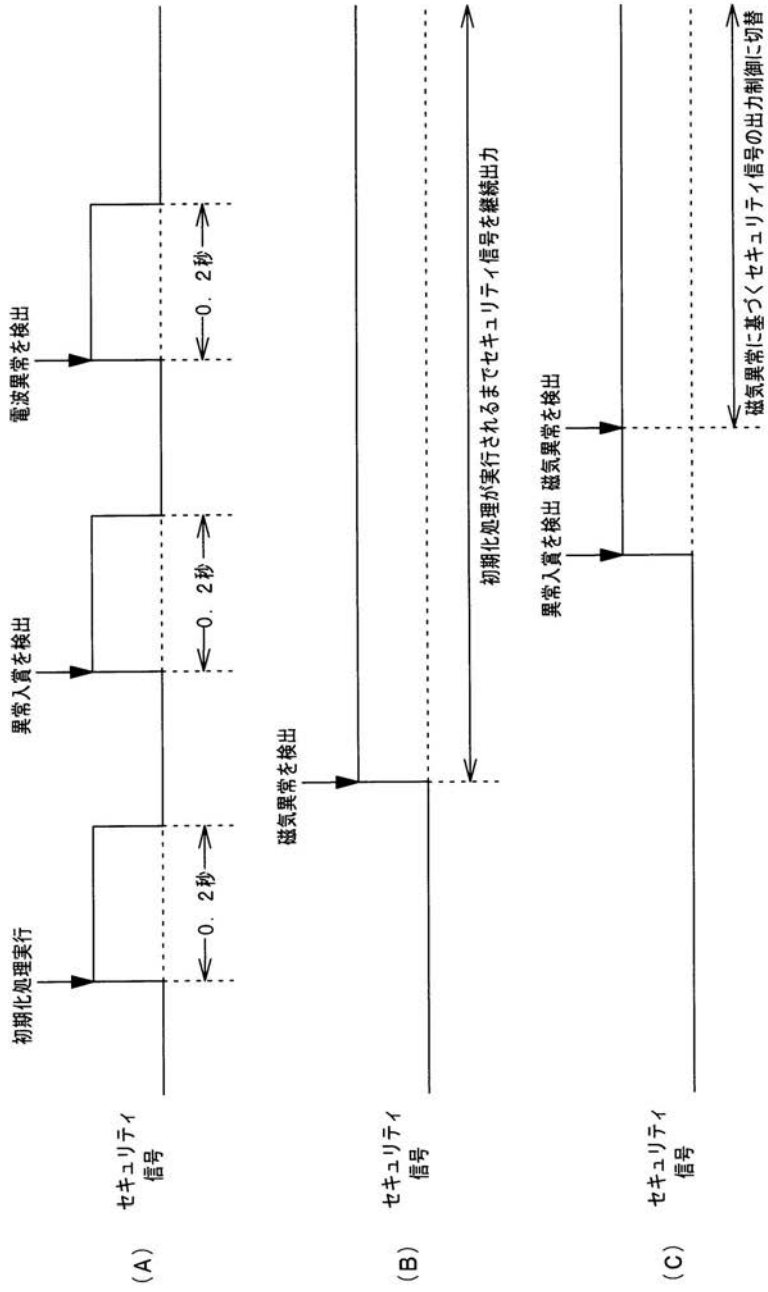 (A)
セキュリティ
信号
初期化処理実行
異常入賞を検出
電波異常を検出
0.2秒
0.2秒
0.2秒
(B)
セキュリティ
信号
磁気異常を検出
初期化処理が実行されるまでセキュリティ信号を継続出力
(C)
セキュリティ
信号
異常入賞を検出
磁気異常を検出
磁気異常に基づくセキュリティ信号の出力制御に切替